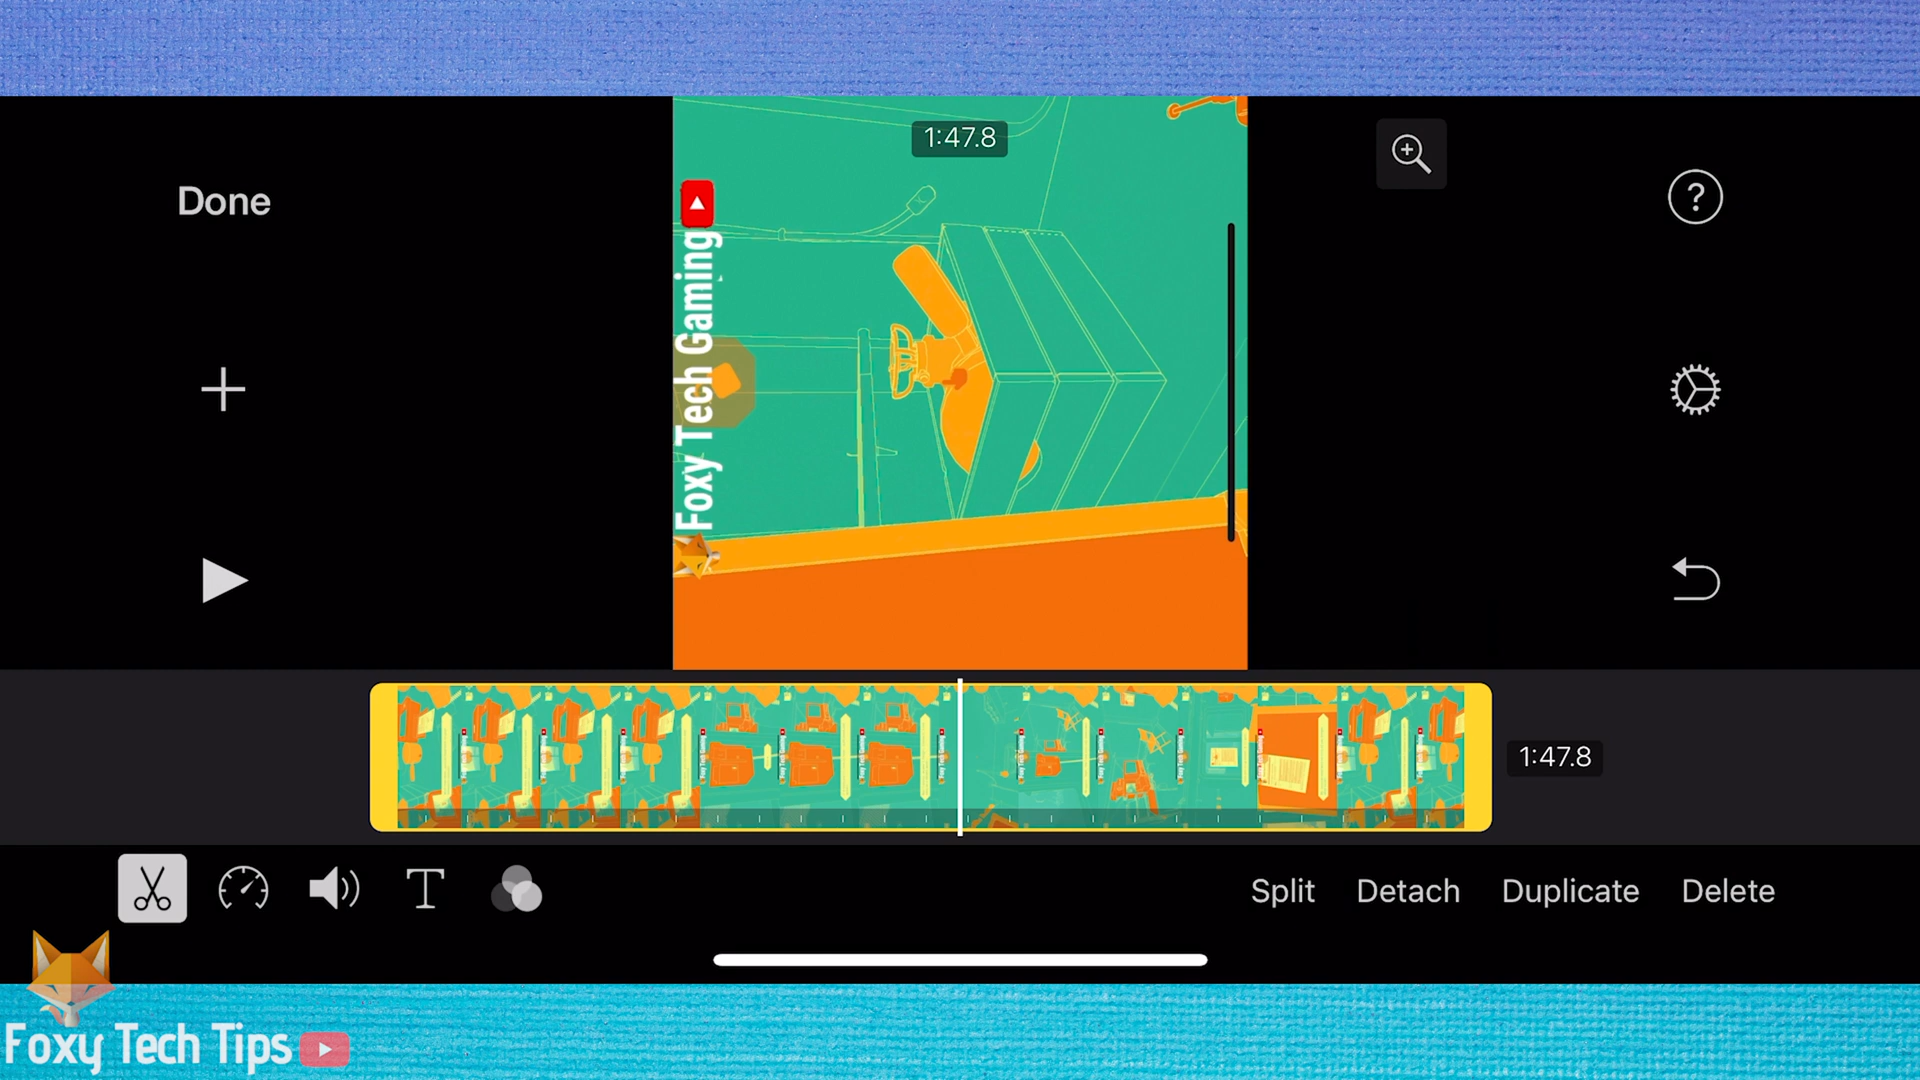 1:47.8
Done
?
Foxy Tech Gaming
1:47.8
T
Split Detach Duplicate Delete
Foxy Tech Tips